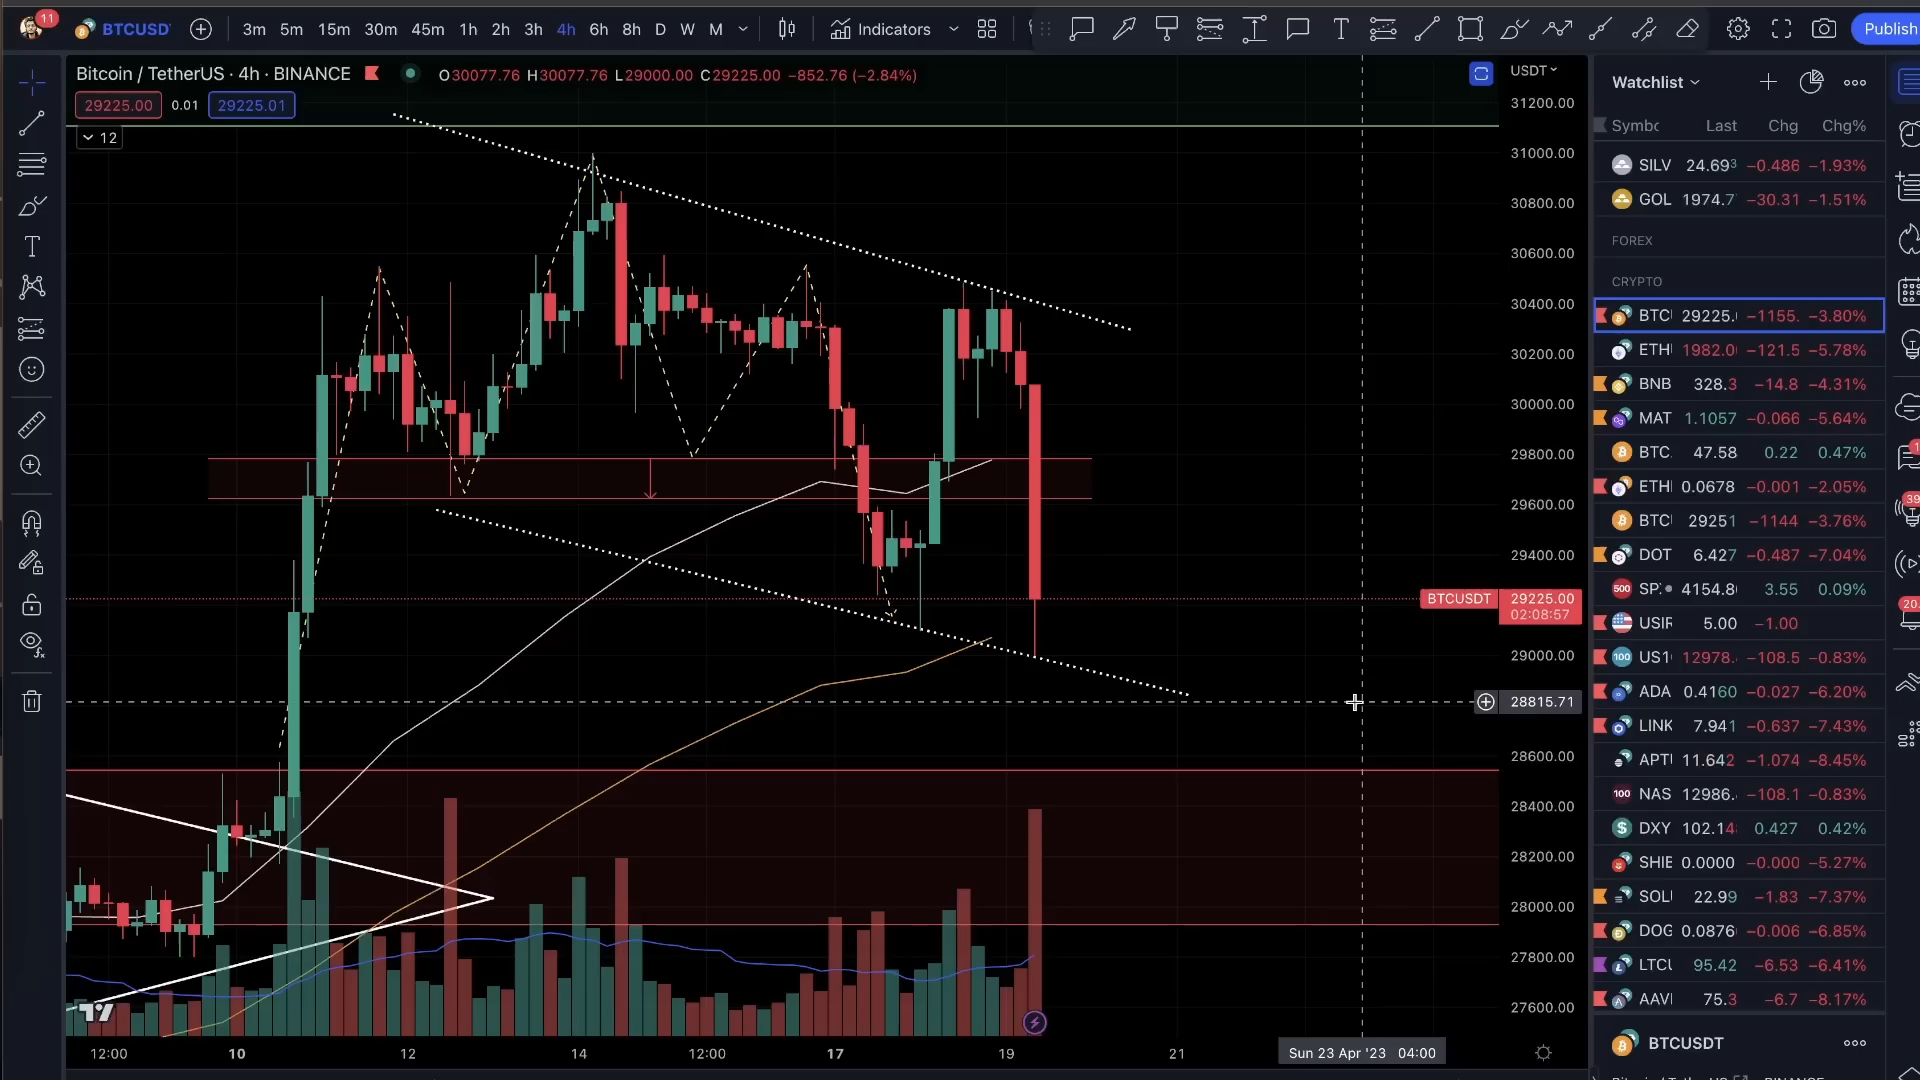 11 BTCUSD 3m 5m 15m 30m 45m 1h 2h 3h 4h 6h 8h D W M Indicators Publish
Bitcoin / TetherUS · 4h · BINANCE O30077.76 H30077.76 L29000.00 C29225.00 −852.76 (−2.84%)
29225.00 0.01 29225.01
12
USDT
31200.00
31000.00
30800.00
30600.00
30400.00
30200.00
30000.00
29800.00
29600.00
29400.00
BTCUSDT 29225.00
02:08:57
29000.00
28815.71
28600.00
28400.00
28200.00
28000.00
27800.00
27600.00
12:00 10 12 14 12:00 17 19 21 Sun 23 Apr '23 04:00
Watchlist
Symbc Last Chg Chg%
SILV 24.693 −0.486 −1.93%
GOL 1974.7 −30.31 −1.51%
FOREX
CRYPTO
BTC 29225. −1155. −3.80%
ETH 1982.0 −121.5 −5.78%
BNB 328.3 −14.8 −4.31%
MAT 1.1057 −0.066 −5.64%
BTC. 47.58 0.22 0.47%
ETH 0.0678 −0.001 −2.05%
BTC 29251 −1144 −3.76%
DOT 6.427 −0.487 −7.04%
500 SP 4154.8 3.55 0.09%
USIF 5.00 −1.00
100 US1 12978. −108.5 −0.83%
ADA 0.4160 −0.027 −6.20%
LINK 7.941 −0.637 −7.43%
APT 11.642 −1.074 −8.45%
100 NAS 12986. −108.1 −0.83%
DXY 102.14 0.427 0.42%
SHIE 0.0000 −0.000 −5.27%
SOL 22.99 −1.83 −7.37%
DOG 0.0876 −0.006 −6.85%
LTC 95.42 −6.53 −6.41%
AAV 75.3 −6.7 −8.17%
BTCUSDT
39
20.